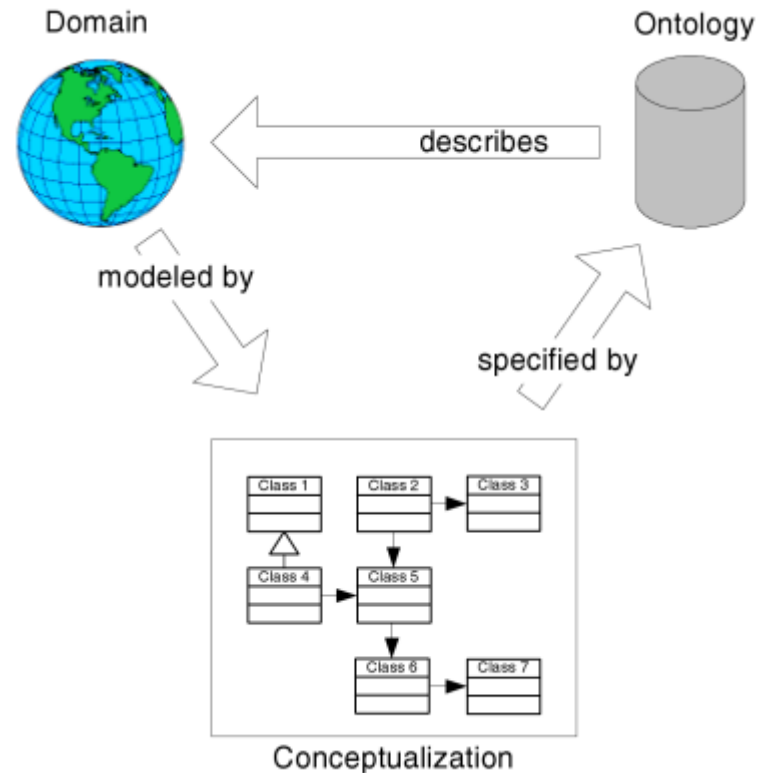 Domain
Ontology
describes
modeled by
specified by
Class 1
Class 2
Class 3
Class 4
Class 5
Class 6
Class 7
Conceptualization